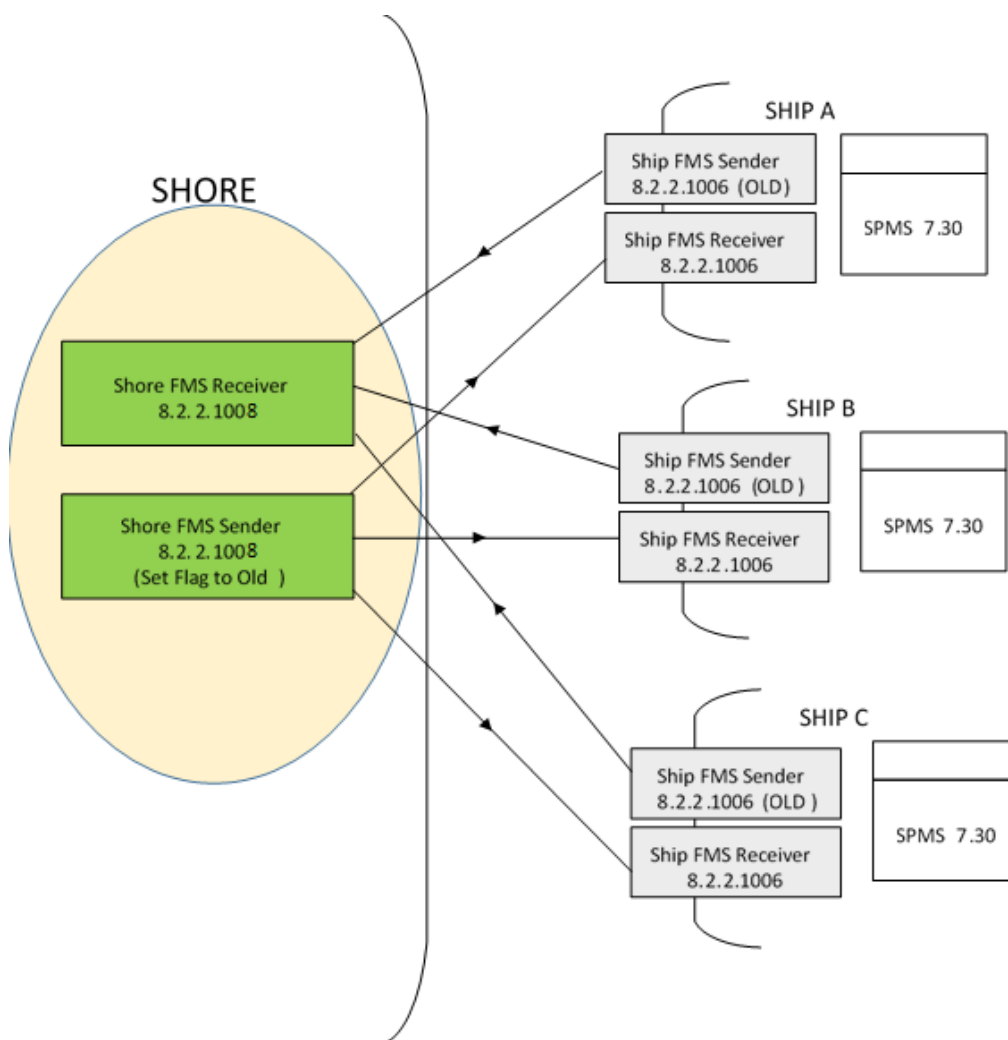 SHORE
Shore FMS Receiver
8.2.2.1008
Shore FMS Sender
8.2.2.1008
(Set Flag to Old )
SHIP A
Ship FMS Sender
8.2.2.1006 (OLD)
Ship FMS Receiver
8.2.2.1006
SPMS 7.30
SHIP B
Ship FMS Sender
8.2.2.1006 (OLD )
Ship FMS Receiver
8.2.2.1006
SPMS 7.30
SHIP C
Ship FMS Sender
8.2.2.1006 (OLD )
Ship FMS Receiver
8.2.2.1006
SPMS 7.30